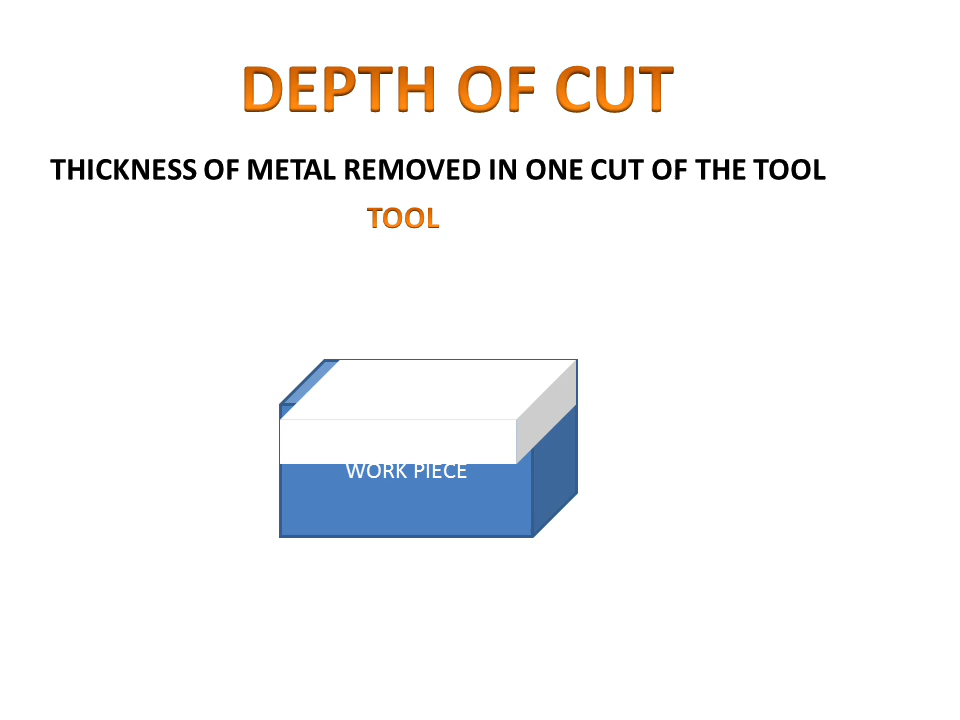 DEPTH OF CUT
THICKNESS OF METAL REMOVED IN ONE CUT OF THE TOOL
TOOL
WORK PIECE